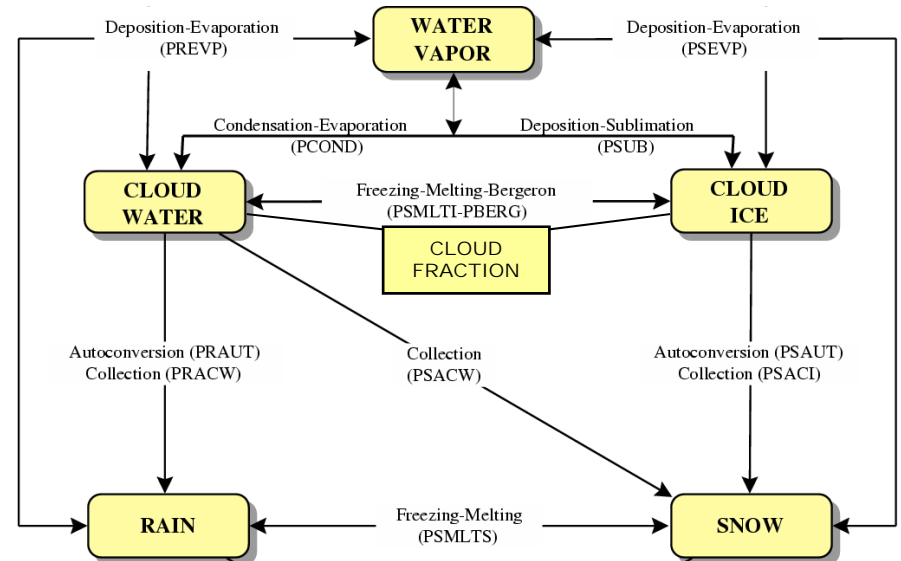 Deposition-Evaporation
(PREVP)
WATER
VAPOR
Deposition-Evaporation
(PSEVP)
Condensation-Evaporation
(PCOND)
Deposition-Sublimation
(PSUB)
CLOUD
WATER
Freezing-Melting-Bergeron
(PSMLTI-PBERG)
CLOUD
ICE
CLOUD
FRACTION
Autoconversion (PRAUT)
Collection (PRACW)
Collection
(PSACW)
Autoconversion (PSAUT)
Collection (PSACI)
RAIN
Freezing-Melting
(PSMLTS)
SNOW